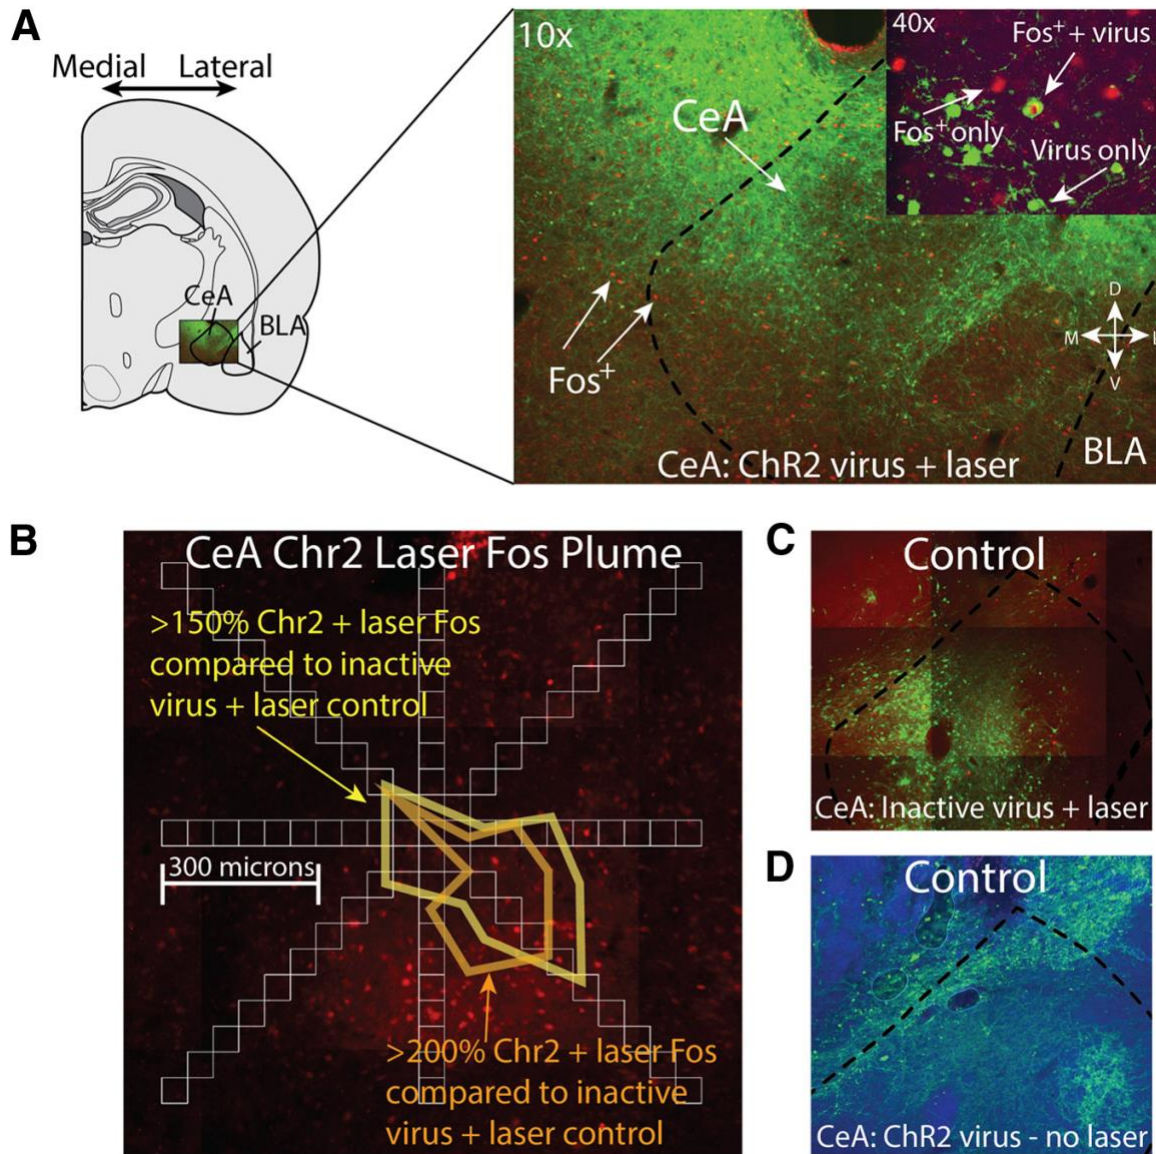 A
Medial Lateral
CeA
BLA
10x
CeA
Fos+
CeA: ChR2 virus + laser
BLA
40x
Fos+ + virus
Fos+ only
Virus only
D
M
V
B
CeA Chr2 Laser Fos Plume
>150% Chr2 + laser Fos
compared to inactive
virus + laser control
300 microns
>200% Chr2 + laser Fos
compared to inactive
virus + laser control
C
Control
CeA: Inactive virus + laser
D
Control
CeA: ChR2 virus - no laser